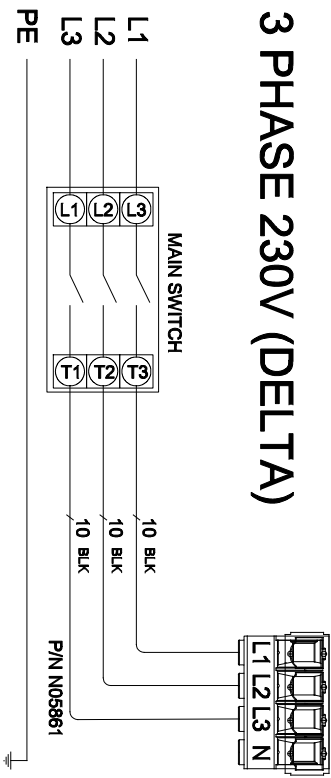 3 PHASE 230V (DELTA)
L1
L2
L3
PE
MAIN SWITCH
L3
L2
L1
T3
T2
T1
10 BLK
10 BLK
10 BLK
L1 L2 L3 N
P/N N05861